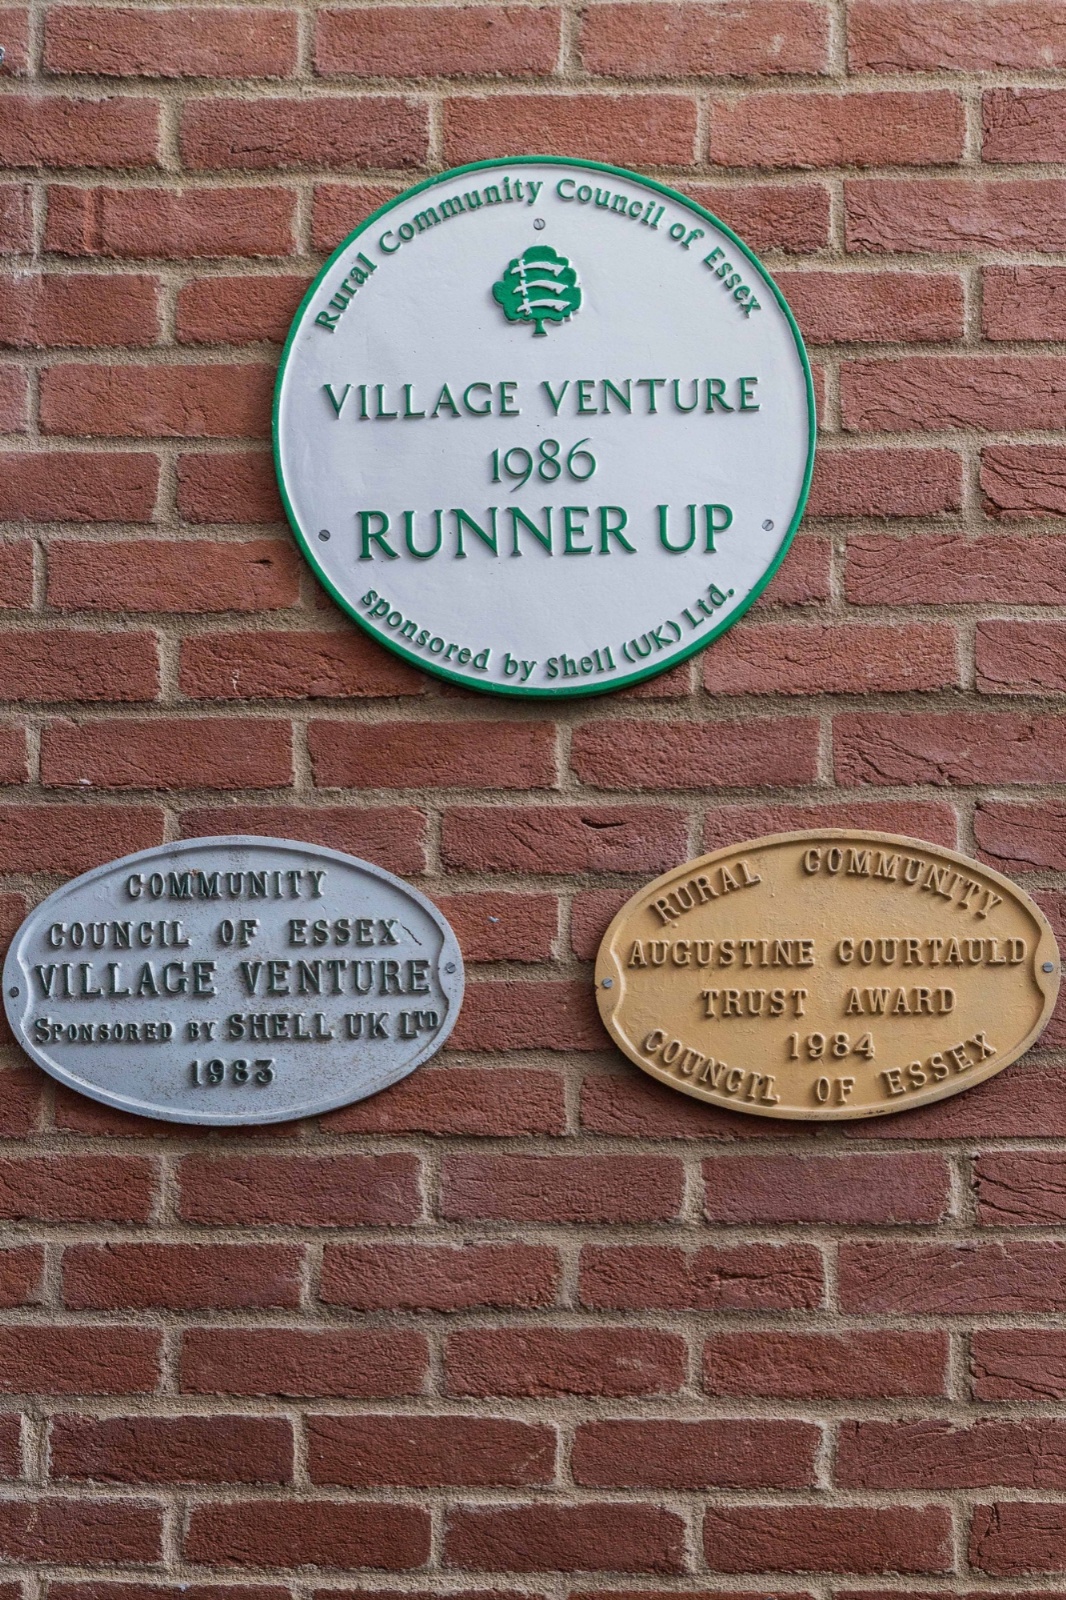 Rural Community Council of Essex
VILLAGE VENTURE
1986
RUNNER UP
sponsored by Shell (UK) Ltd.
COMMUNITY
COUNCIL OF ESSEX
VILLAGE VENTURE
SPONSORED BY SHELL UK LTD
1983
RURAL COMMUNITY
AUGUSTINE COURTAULD
TRUST AWARD
1984
COUNCIL OF ESSEX